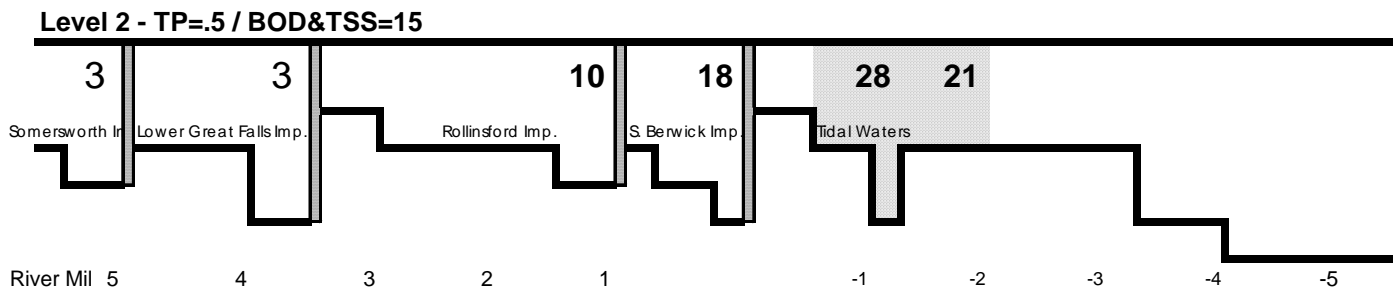 Level 2 - TP=.5 / BOD&TSS=15
3 3 10 18 28 21
Somersworth Ir Lower Great Falls Imp. Rollinsford Imp. S. Berwick Imp. Tidal Waters
River Mil 5 4 3 2 1 -1 -2 -3 -4 -5